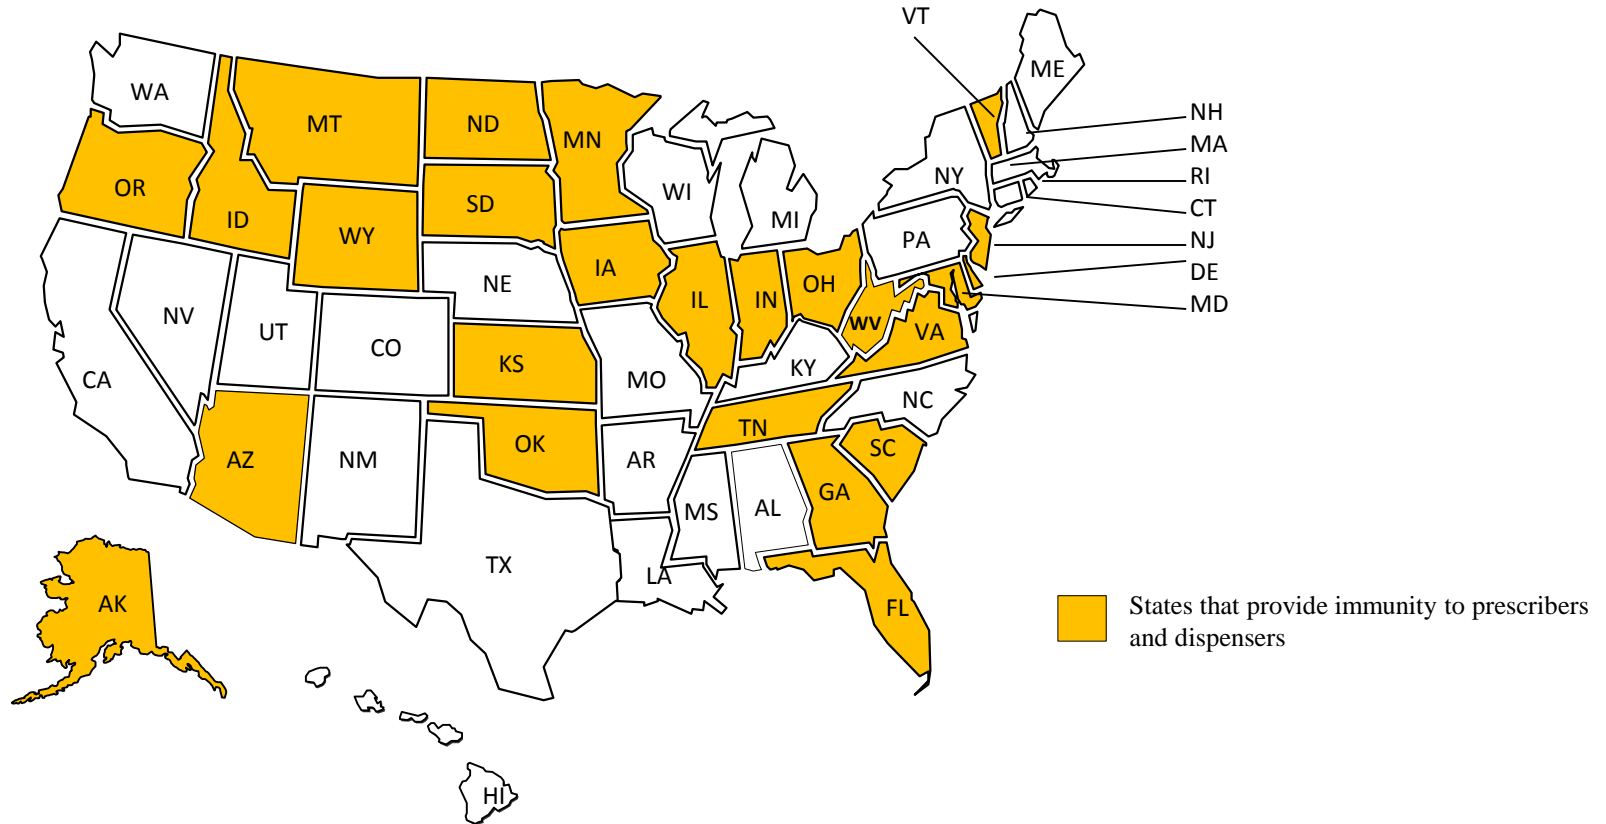 VT
ME
WA
NH
MT
ND
MN
MA
RI
NY
OR
WI
SD
CT
ID
MI
WY
PA
NJ
IA
DE
NE
OH
IL
IN
MD
NV
WV
UT
VA
CO
KS
KY
CA
MO
NC
TN
OK
SC
AZ
NM
AR
GA
MS
AL
TX
LA
AK
FL
States that provide immunity to prescribers
and dispensers
HI